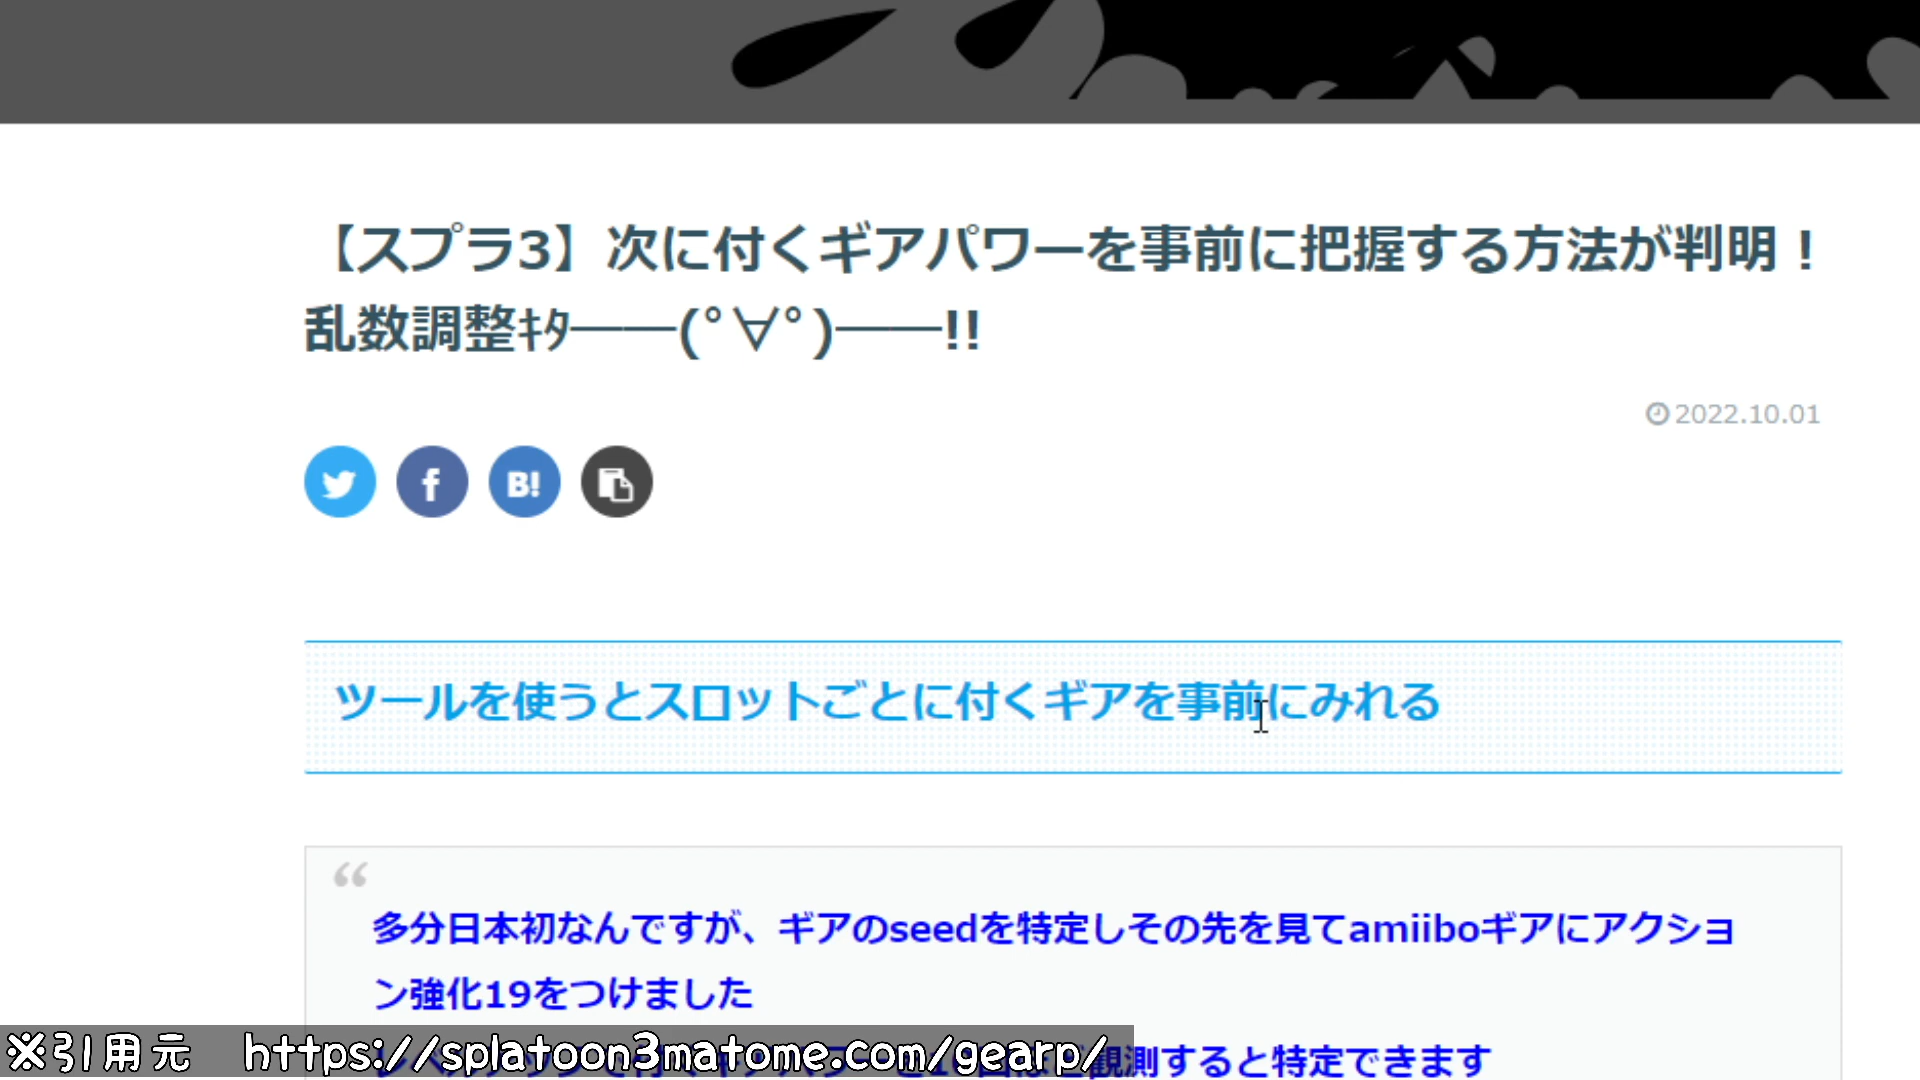 【スプラ3】次に付くギアパワーを事前に把握する方法が判明！
乱数調整ｷﾀ━━(ﾟ∀ﾟ)━━!!
2022.10.01
B!
ツールを使うとスロットごとに付くギアを事前にみれる
多分日本初なんですが、ギアのseedを特定しその先を見てamiiboギアにアクショ
ン強化19をつけました
観測すると特定できます
※引用元　https://splatoon3matome.com/gearp/